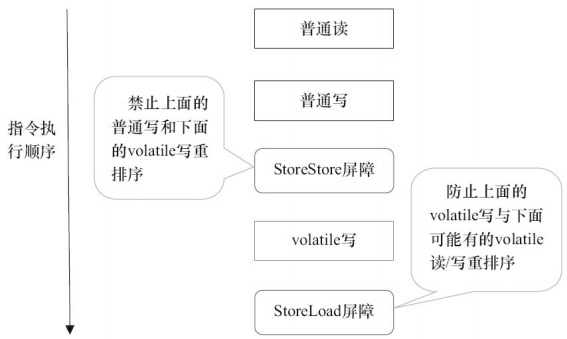 普通读
普通写
禁止上面的
普通写和下面
的volatile写重
排序
指令执
行顺序
StoreStore屏障
防止上面的
volatile写与下面
可能有的volatile
读/写重排序
volatile写
StoreLoad屏障